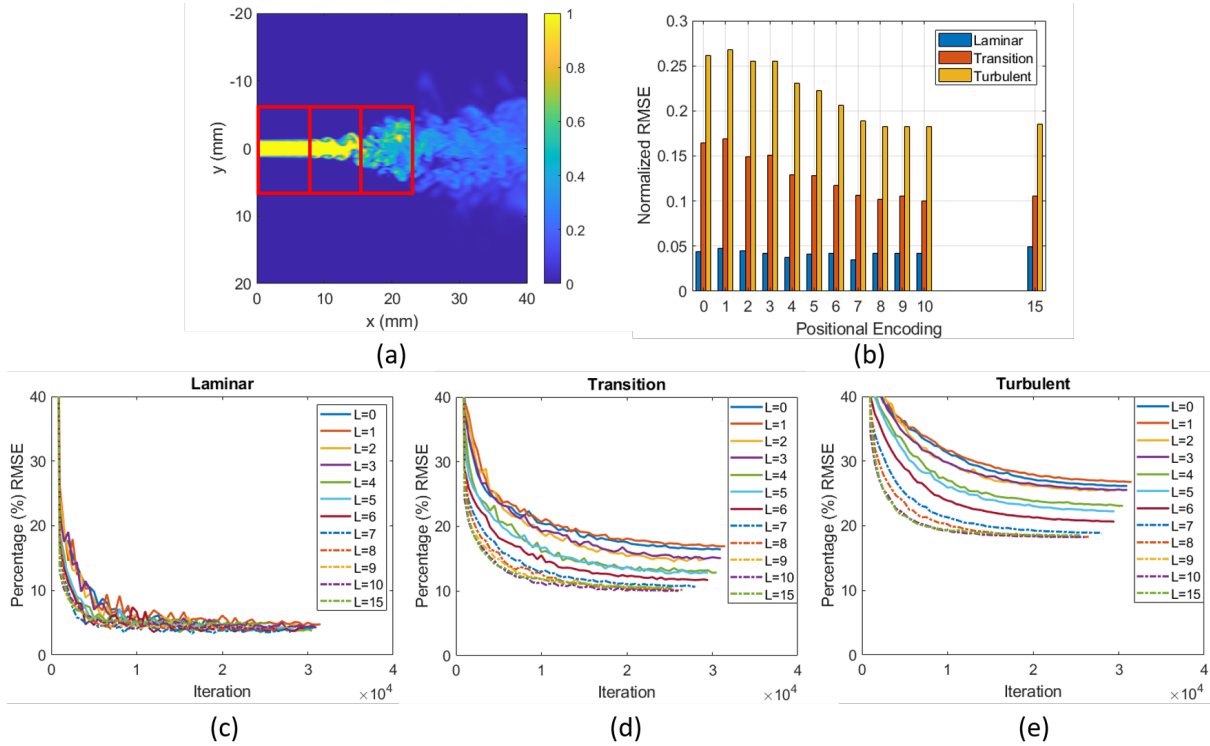 -20
-10
0
10
20
y (mm)
0
10
20
30
40
x (mm)
1
0.8
0.6
0.4
0.2
0
(a)
0.3
0.25
0.2
0.15
0.1
0.05
0
Normalized RMSE
Laminar
Transition
Turbulent
0 1 2 3 4 5 6 7 8 9 10 15
Positional Encoding
(b)
Laminar
40
30
20
10
0
Percentage (%) RMSE
L=0
L=1
L=2
L=3
L=4
L=5
L=6
L=7
L=8
L=9
L=10
L=15
0 1 2 3 4
Iteration
×10^4
(c)
Transition
40
30
20
10
0
Percentage (%) RMSE
L=0
L=1
L=2
L=3
L=4
L=5
L=6
L=7
L=8
L=9
L=10
L=15
0 1 2 3 4
Iteration
×10^4
(d)
Turbulent
40
30
20
10
0
Percentage (%) RMSE
L=0
L=1
L=2
L=3
L=4
L=5
L=6
L=7
L=8
L=9
L=10
L=15
0 1 2 3 4
Iteration
×10^4
(e)